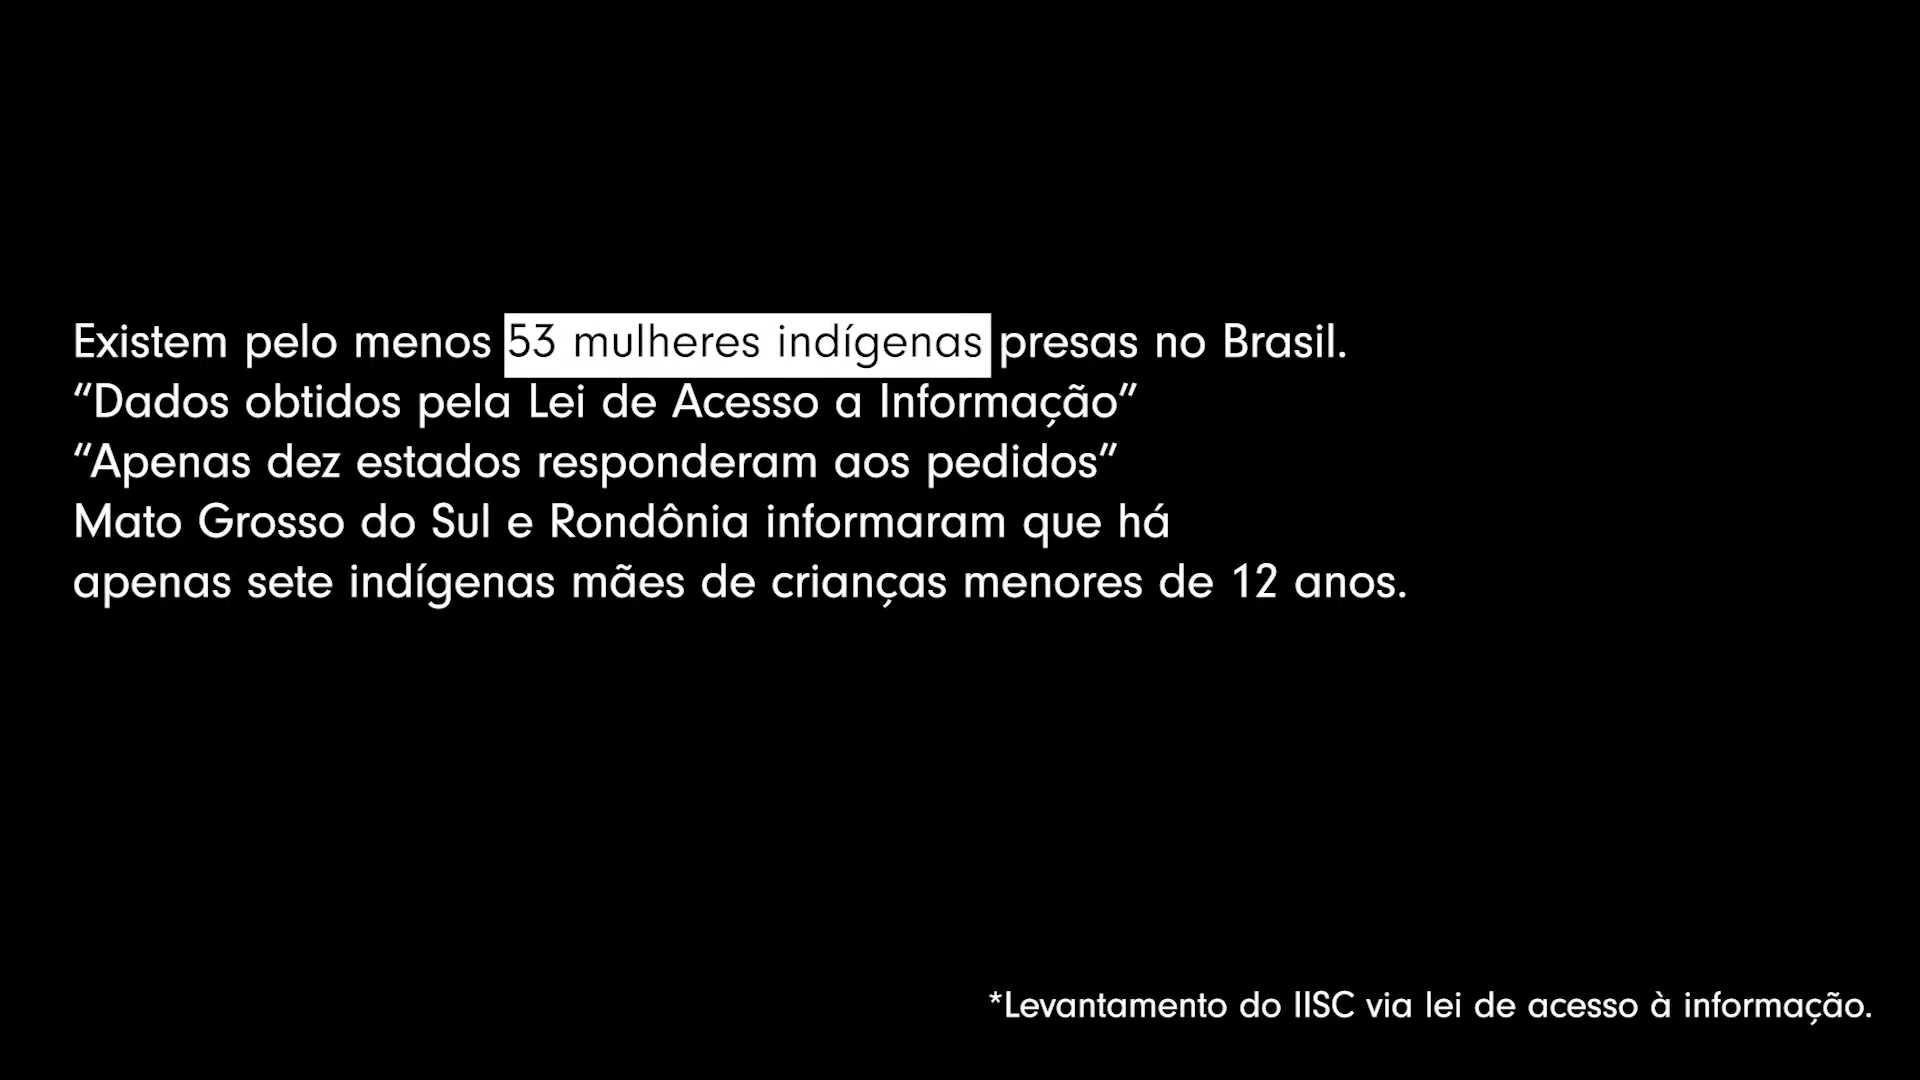 Existem pelo menos 53 mulheres indígenas presas no Brasil.
“Dados obtidos pela Lei de Acesso a Informação”
“Apenas dez estados responderam aos pedidos”
Mato Grosso do Sul e Rondônia informaram que há
apenas sete indígenas mães de crianças menores de 12 anos.
*Levantamento do IISC via lei de acesso à informação.